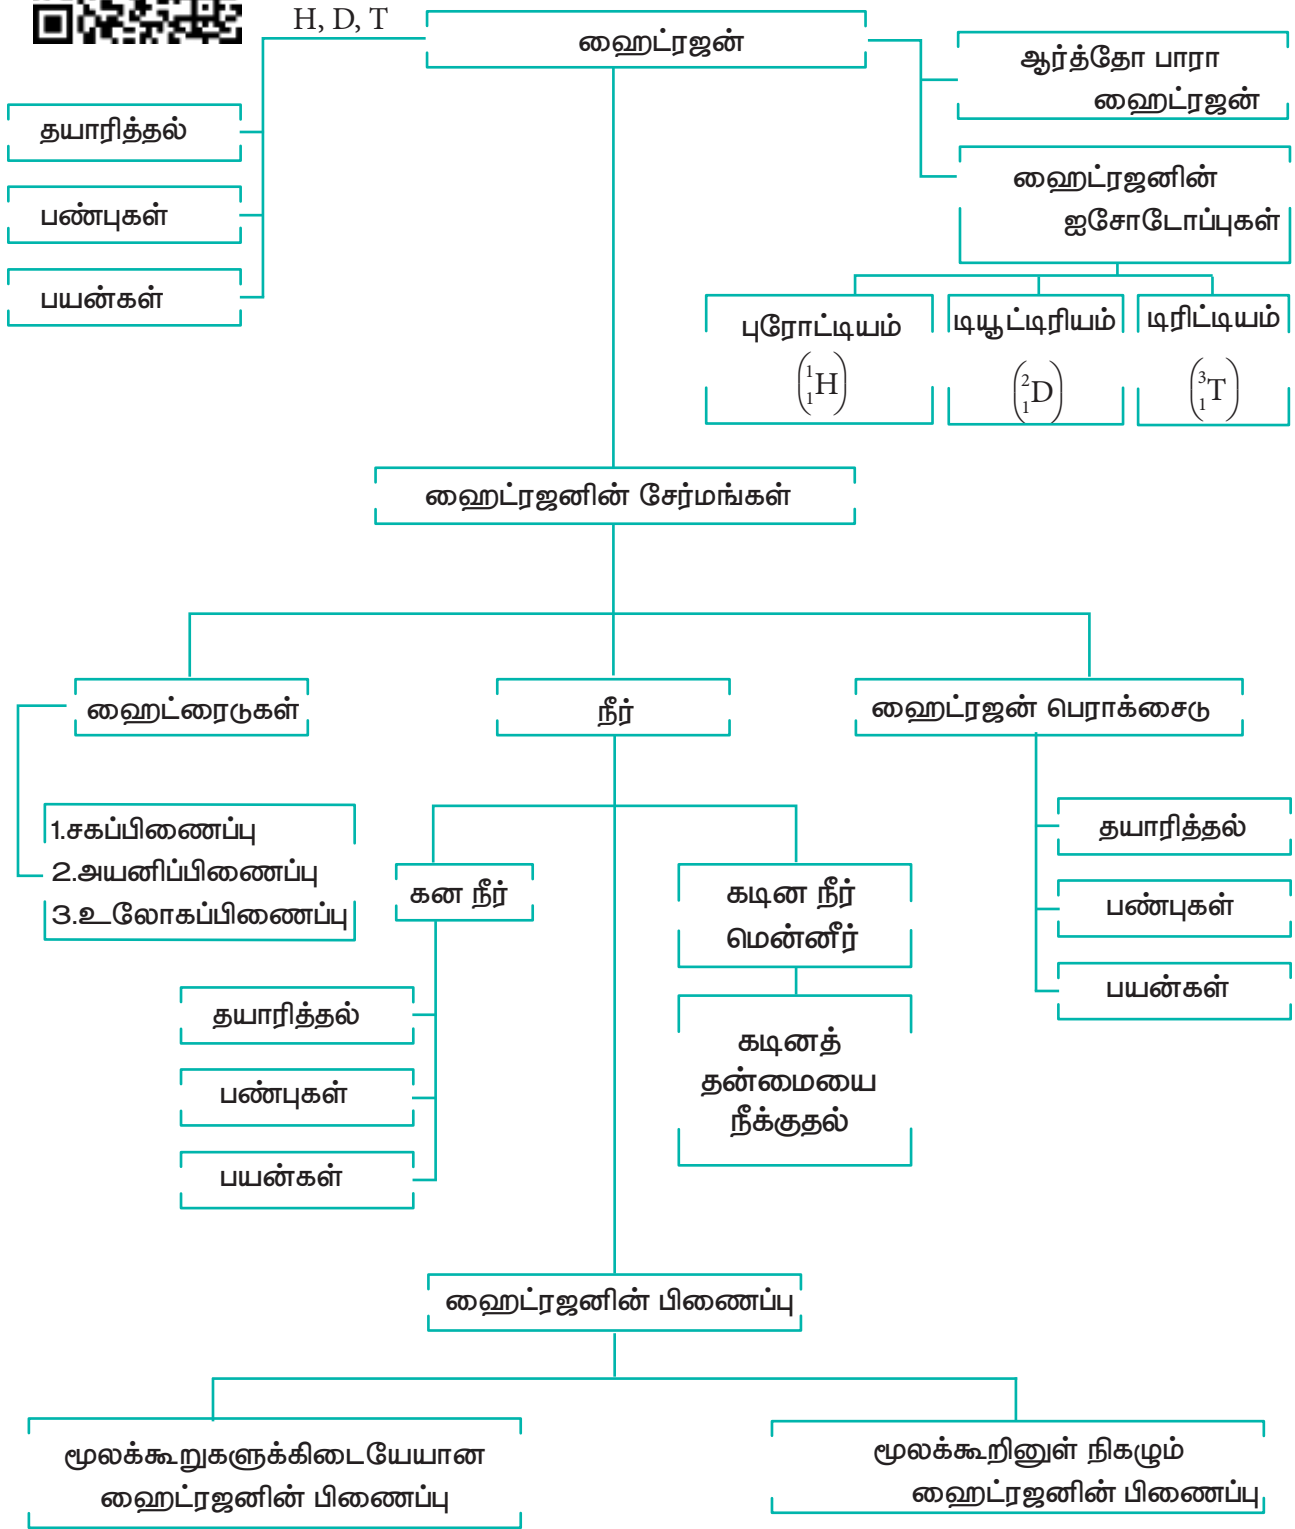 H, D, T
ஹைட்ரஜன்
ஆர்த்தோ பாரா
ஹைட்ரஜன்
தயாரித்தல்
பண்புகள்
பயன்கள்
ஹைட்ரஜனின்
ஐசோடோப்புகள்
புரோட்டியம்
(¹₁H)
டியூட்டிரியம்
(²₁D)
டிரிட்டியம்
(³₁T)
ஹைட்ரஜனின் சேர்மங்கள்
ஹைட்ரைடுகள்
நீர்
ஹைட்ரஜன் பெராக்சைடு
1.சகப்பிணைப்பு
2.அயனிப்பிணைப்பு
3.உலோகப்பிணைப்பு
கன நீர்
கடின நீர்
மென்னீர்
தயாரித்தல்
பண்புகள்
பயன்கள்
தயாரித்தல்
பண்புகள்
பயன்கள்
கடினத்
தன்மையை
நீக்குதல்
ஹைட்ரஜனின் பிணைப்பு
மூலக்கூறுகளுக்கிடையேயான
ஹைட்ரஜனின் பிணைப்பு
மூலக்கூறினுள் நிகழும்
ஹைட்ரஜனின் பிணைப்பு